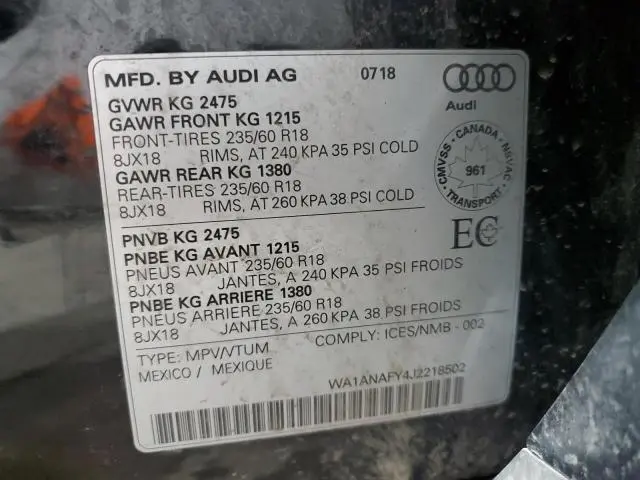 MFD. BY AUDI AG 0718
Audi
GVWR KG 2475
GAWR FRONT KG 1215
FRONT-TIRES 235/60 R18
8JX18 RIMS, AT 240 KPA 35 PSI COLD
GAWR REAR KG 1380
REAR-TIRES 235/60 R18
8JX18 RIMS, AT 260 KPA 38 PSI COLD
CMVSS - CANADA - NSVAC
961
TRANSPORT
EC
PNVB KG 2475
PNBE KG AVANT 1215
PNEUS AVANT 235/60 R18
8JX18 JANTES, A 240 KPA 35 PSI FROIDS
PNBE KG ARRIERE 1380
PNEUS ARRIERE 235/60 R18
8JX18 JANTES, A 260 KPA 38 PSI FROIDS
TYPE: MPV/VTUM COMPLY: ICES/NMB - 002
MEXICO / MEXIQUE
WA1ANAFY4J2218502